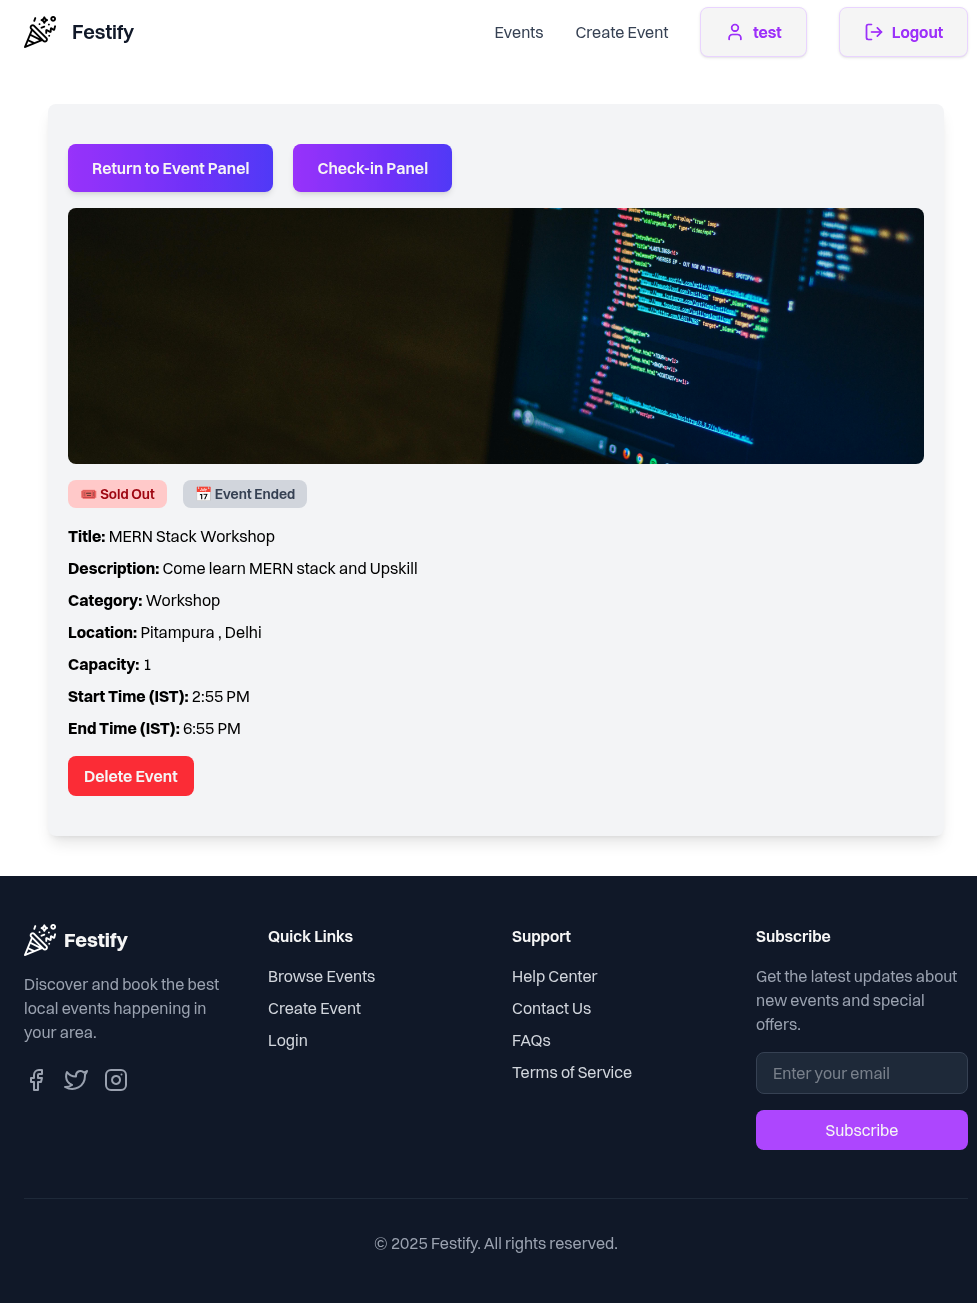 Festify
Events
Create Event
test
Logout
Return to Event Panel
Check-in Panel
🎟️ Sold Out
📅 Event Ended
Title: MERN Stack Workshop
Description: Come learn MERN stack and Upskill
Category: Workshop
Location: Pitampura , Delhi
Capacity: 1
Start Time (IST): 2:55 PM
End Time (IST): 6:55 PM
Delete Event
Festify
Discover and book the best
local events happening in
your area.
Quick Links
Browse Events
Create Event
Login
Support
Help Center
Contact Us
FAQs
Terms of Service
Subscribe
Get the latest updates about
new events and special
offers.
Enter your email
Subscribe
© 2025 Festify. All rights reserved.